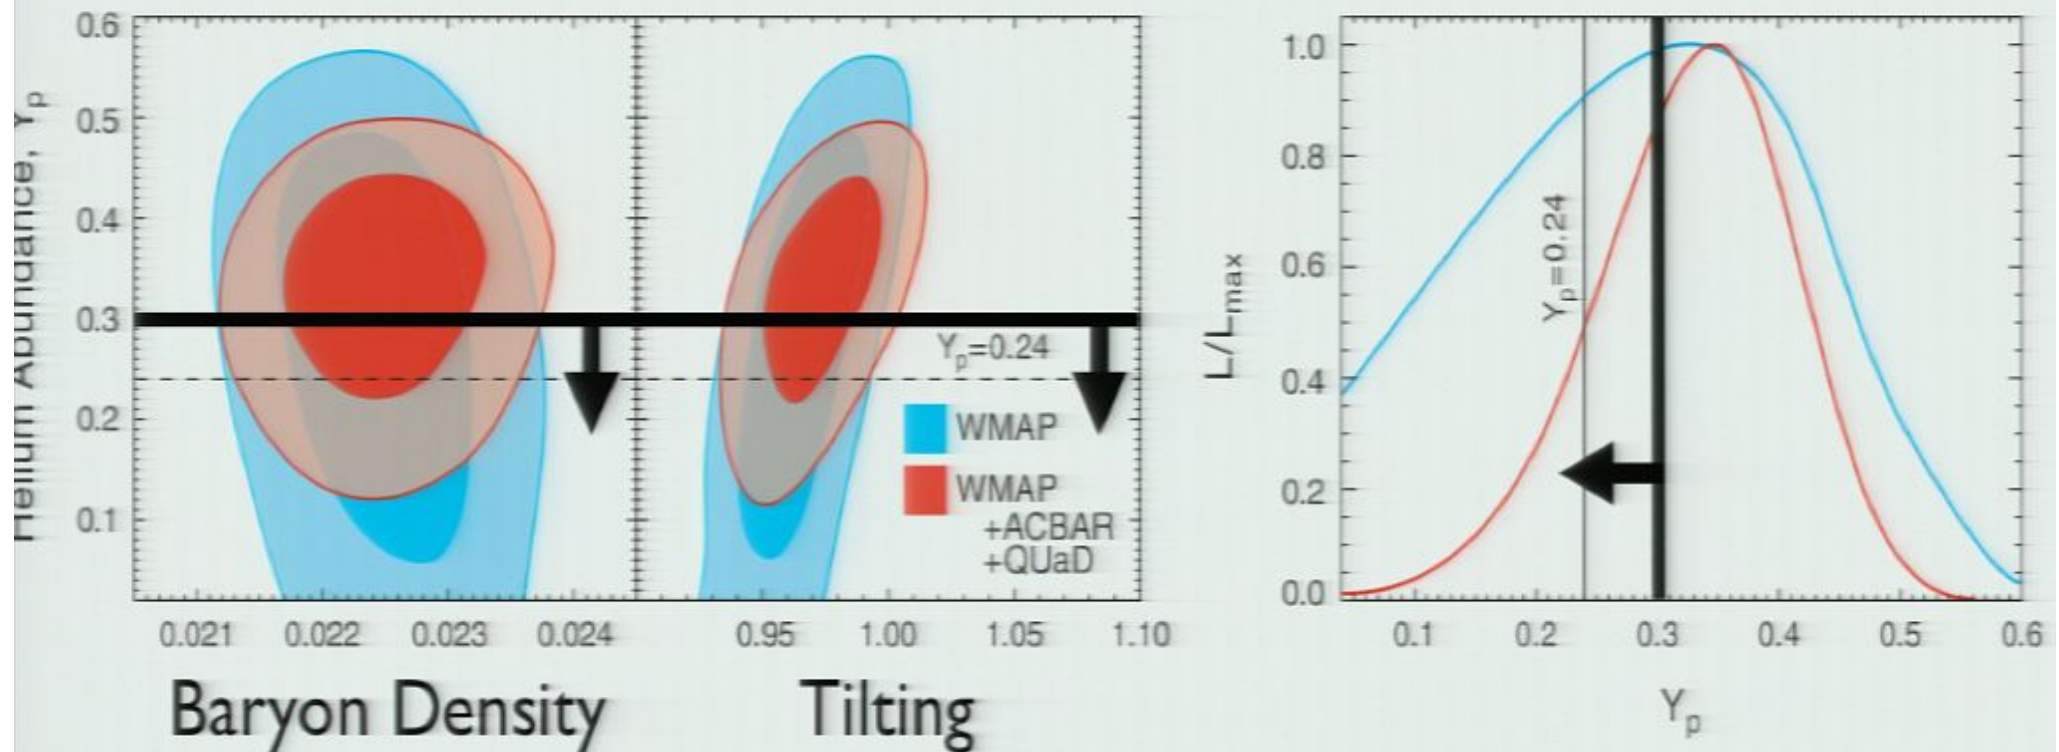 Helium Abundance, Yp
0.6
0.5
0.4
0.3
0.2
0.1
Yp=0.24
WMAP
WMAP
+ACBAR
+QUaD
0.021 0.022 0.023 0.024
0.95 1.00 1.05 1.10
Baryon Density
Tilting
L/Lmax
1.0
0.8
0.6
0.4
0.2
0.0
Yp=0.24
0.1 0.2 0.3 0.4 0.5 0.6
Yp